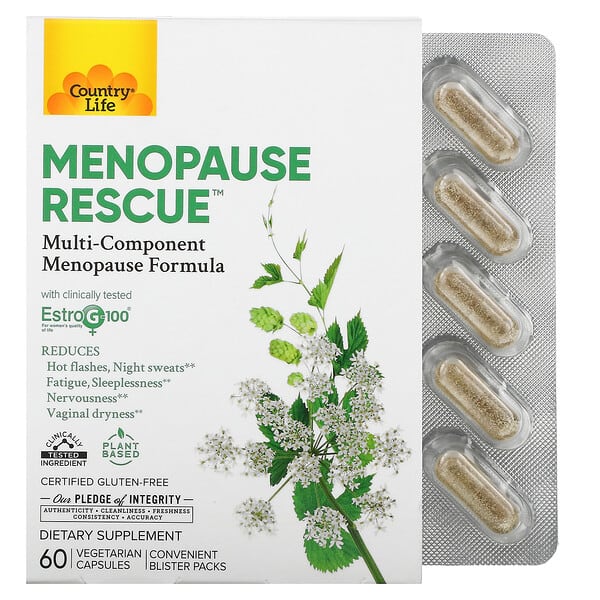 Country®
Life
MENOPAUSE
RESCUE™
Multi-Component
Menopause Formula
with clinically tested
EstroG-100®
For women's quality
of life
REDUCES
Hot flashes, Night sweats**
Fatigue, Sleeplessness**
Nervousness**
Vaginal dryness**
CLINICALLY
TESTED
INGREDIENT
PLANT
BASED
CERTIFIED GLUTEN-FREE
Our PLEDGE of INTEGRITY
AUTHENTICITY • CLEANLINESS • FRESHNESS
CONSISTENCY • ACCURACY
DIETARY SUPPLEMENT
60 VEGETARIAN CAPSULES CONVENIENT BLISTER PACKS